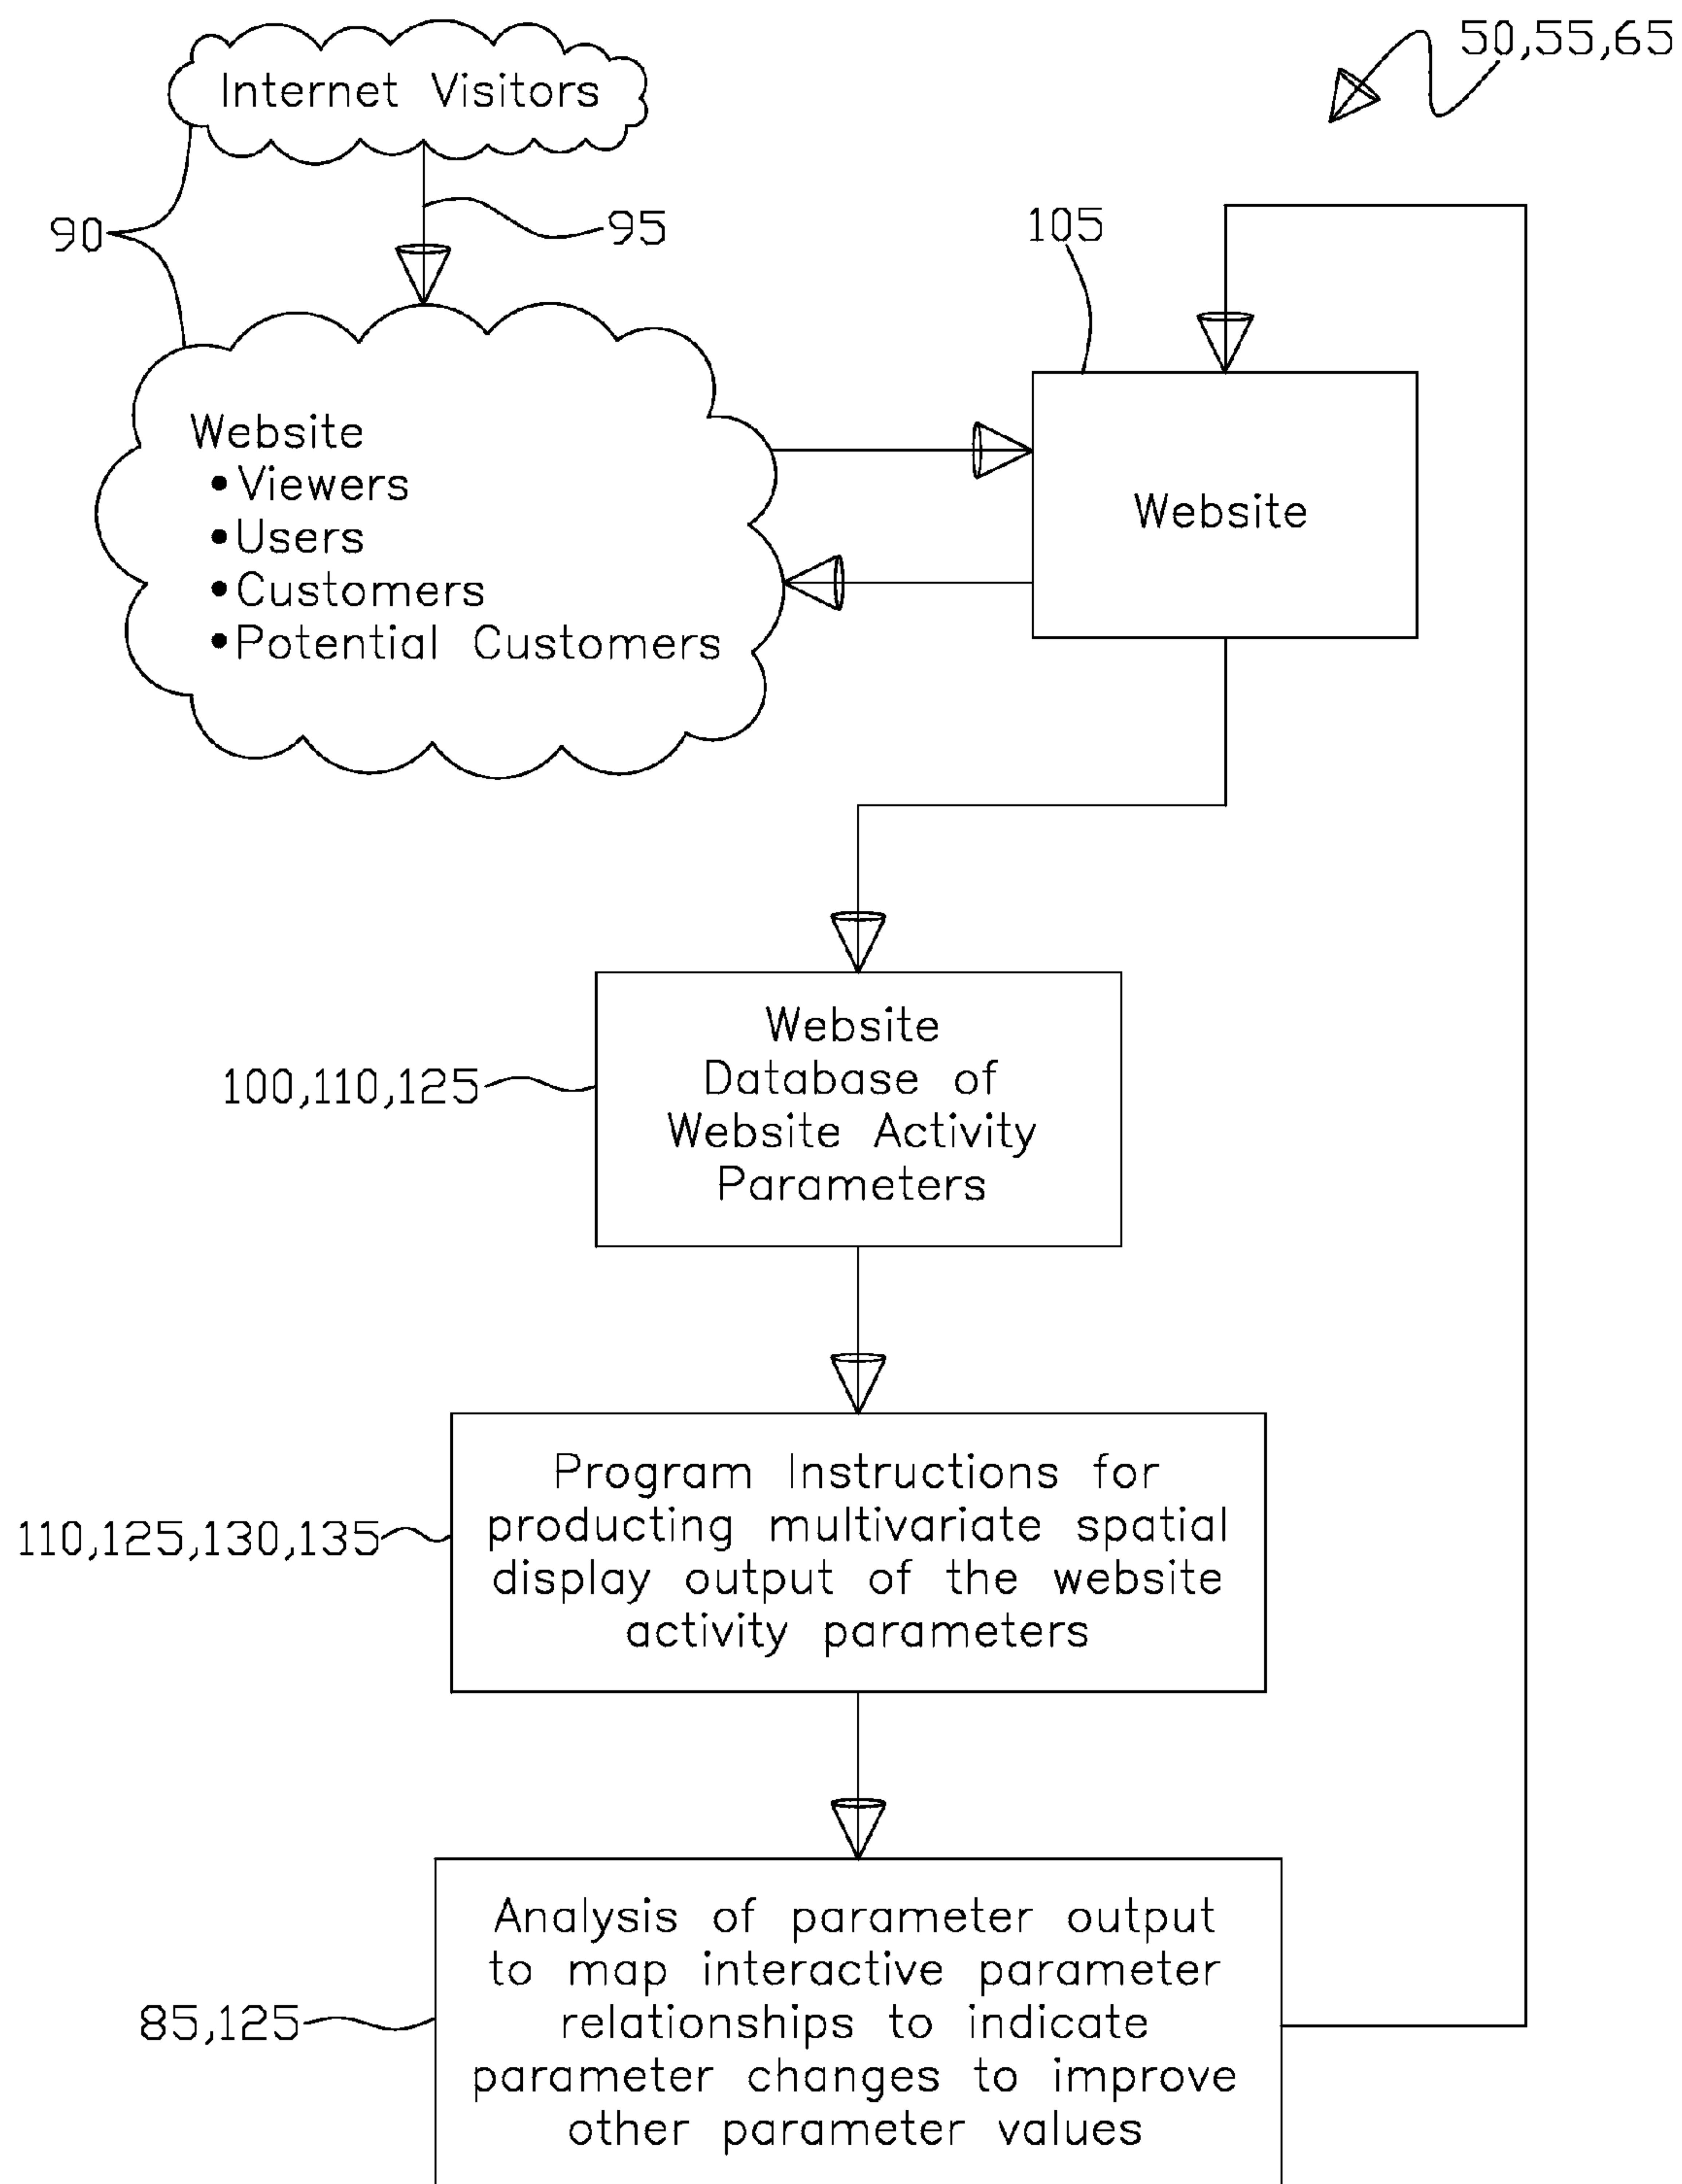 50,55,65
Internet Visitors
90
95
105
Website
•Viewers
•Users
•Customers
•Potential Customers
Website
Website
Database of
Website Activity
Parameters
100,110,125
Program Instructions for
producting multivariate spatial
display output of the website
activity parameters
110,125,130,135
Analysis of parameter output
to map interactive parameter
relationships to indicate
parameter changes to improve
other parameter values
85,125